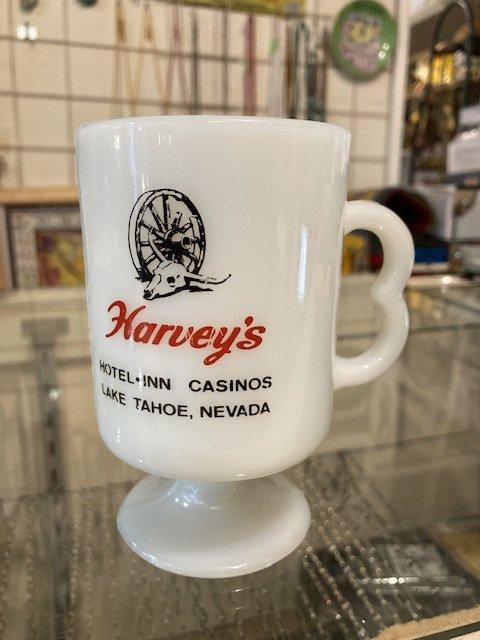 Harvey's
HOTEL•INN CASINOS
LAKE TAHOE, NEVADA